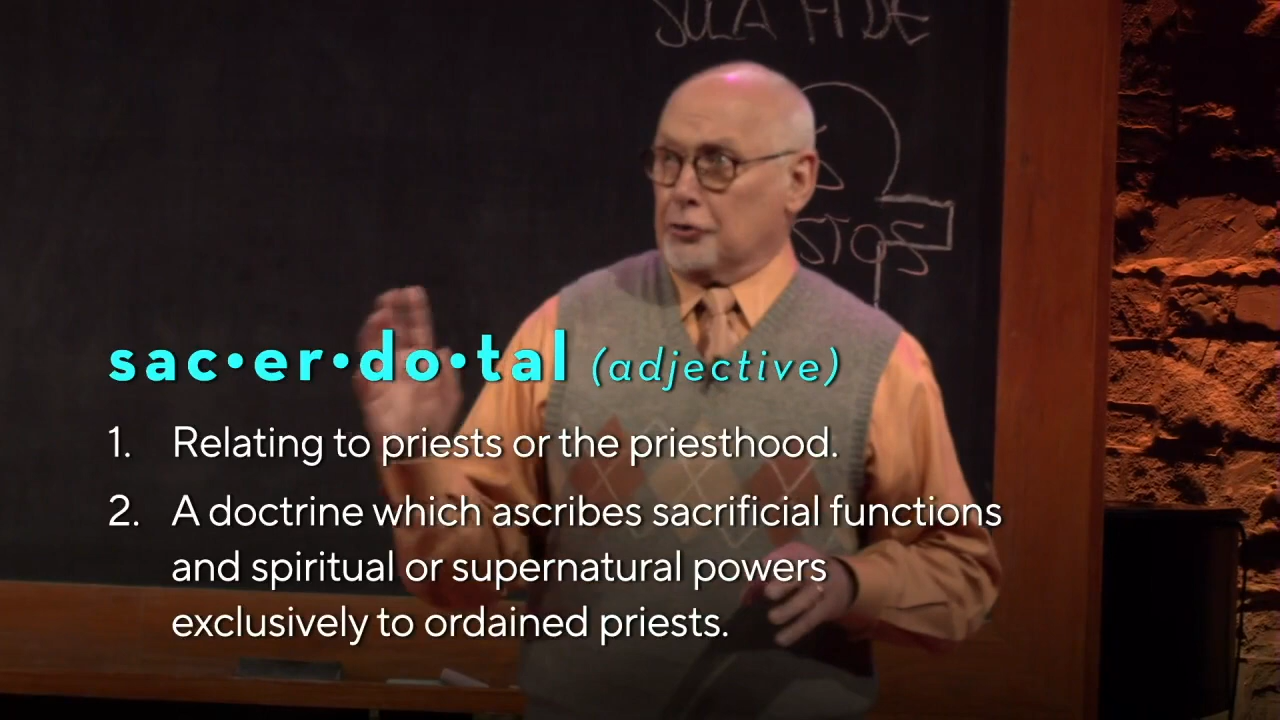 SOLA FIDE
STOS
sac•er•do•tal (adjective)
1. Relating to priests or the priesthood.
2. A doctrine which ascribes sacrificial functions
and spiritual or supernatural powers
exclusively to ordained priests.